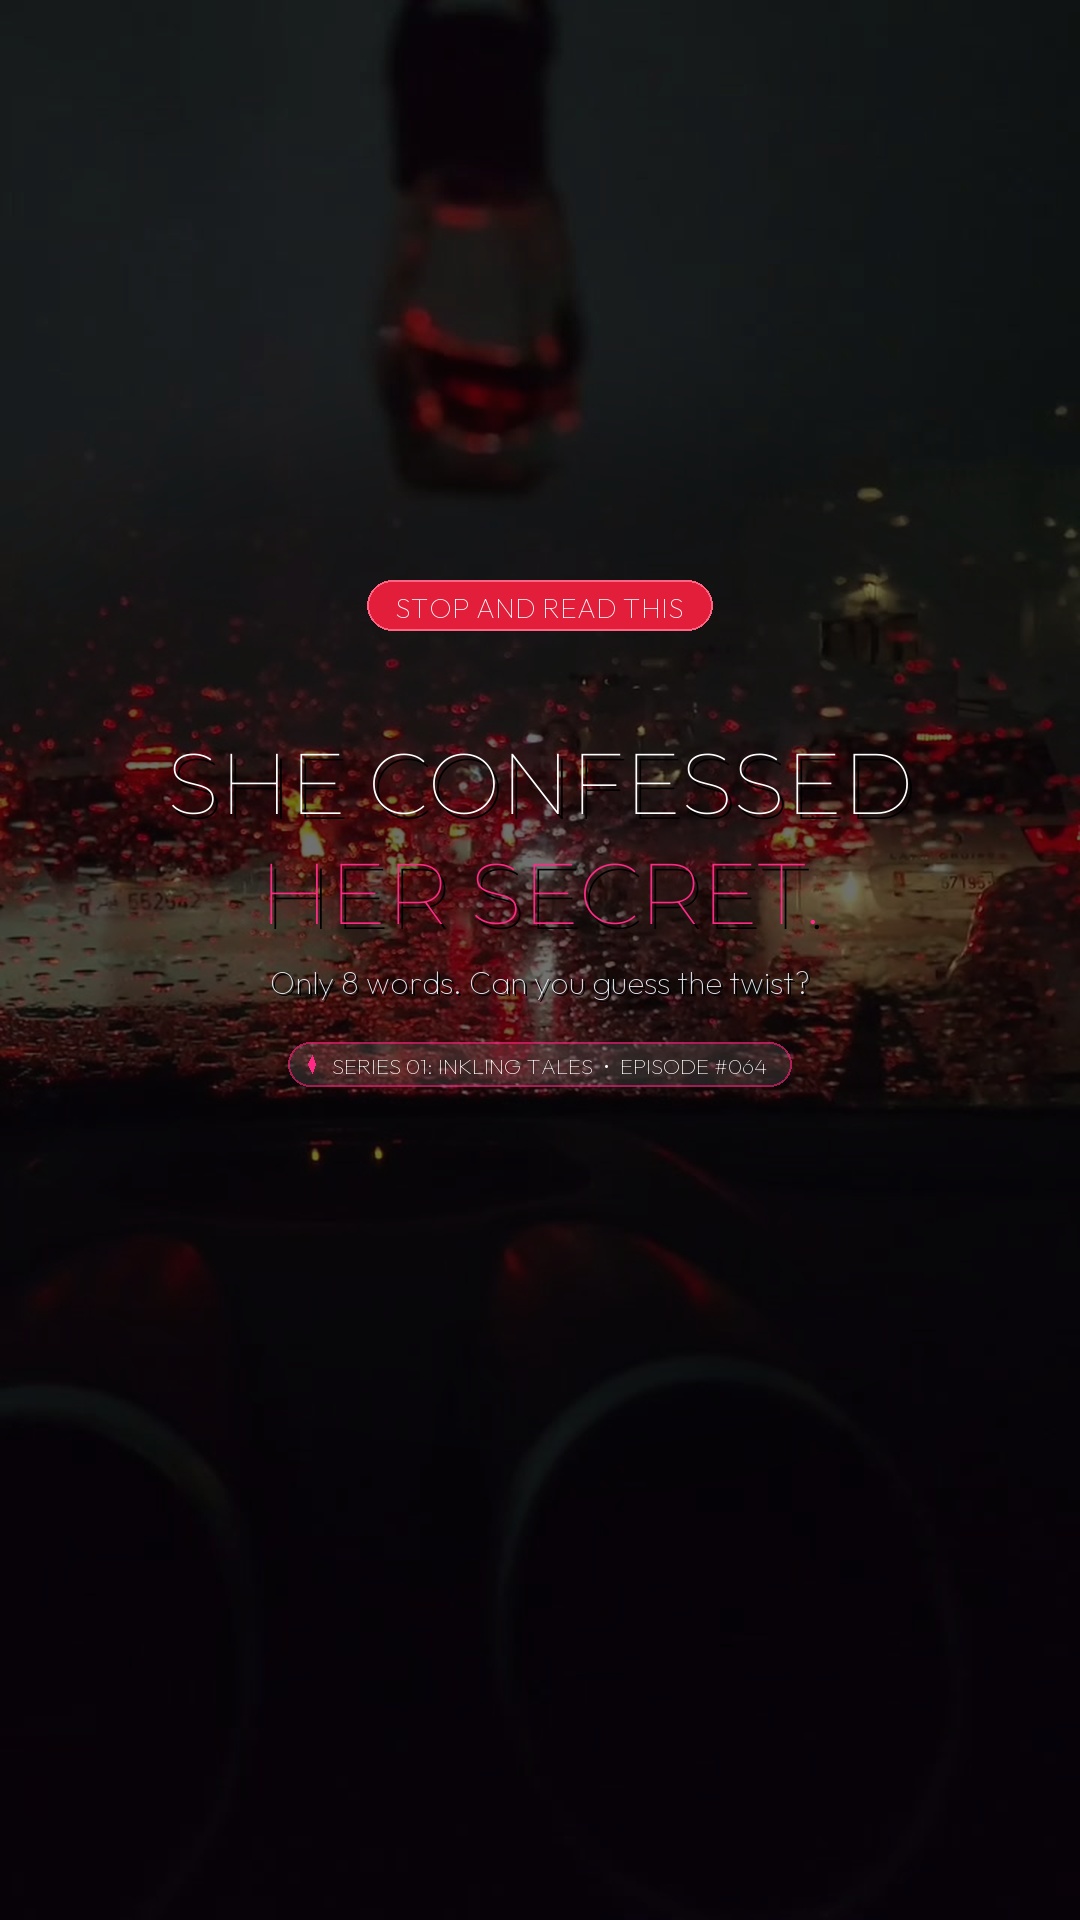 STOP AND READ THIS
SHE CONFESSED
HER SECRET.
Only 8 words. Can you guess the twist?
SERIES 01: INKLING TALES • EPISODE #064